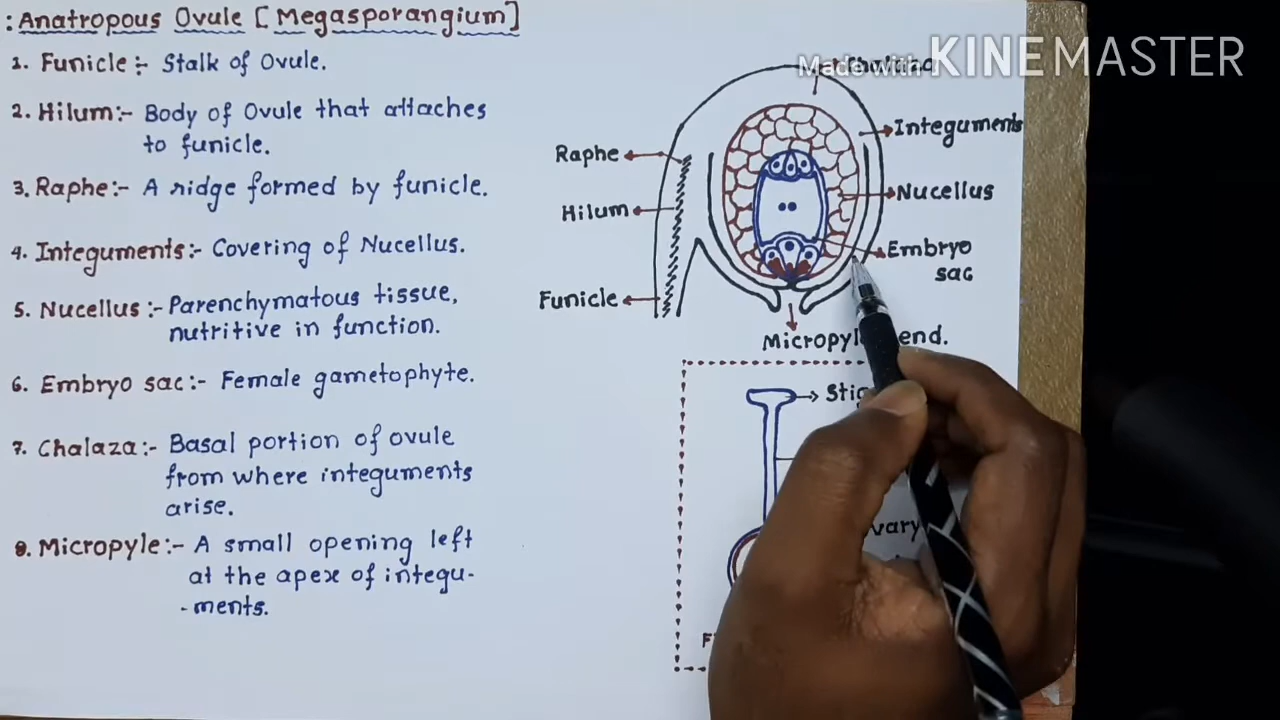 : Anatropous Ovule [Megasporangium]
1. Funicle :- Stalk of Ovule.
2. Hilum:- Body of Ovule that attaches
to funicle.
3. Raphe:- A ridge formed by funicle.
4. Integuments:- Covering of Nucellus.
5. Nucellus :- Parenchymatous tissue,
nutritive in function.
6. Embryo sac:- Female gametophyte.
7. Chalaza:- Basal portion of ovule
from where integuments
arise.
8. Micropyle:- A small opening left
at the apex of integu-
-ments.
Made with KINEMASTER
Chalaza
Integuments
Raphe
Nucellus
Hilum
Embryo
sac
Funicle
end.